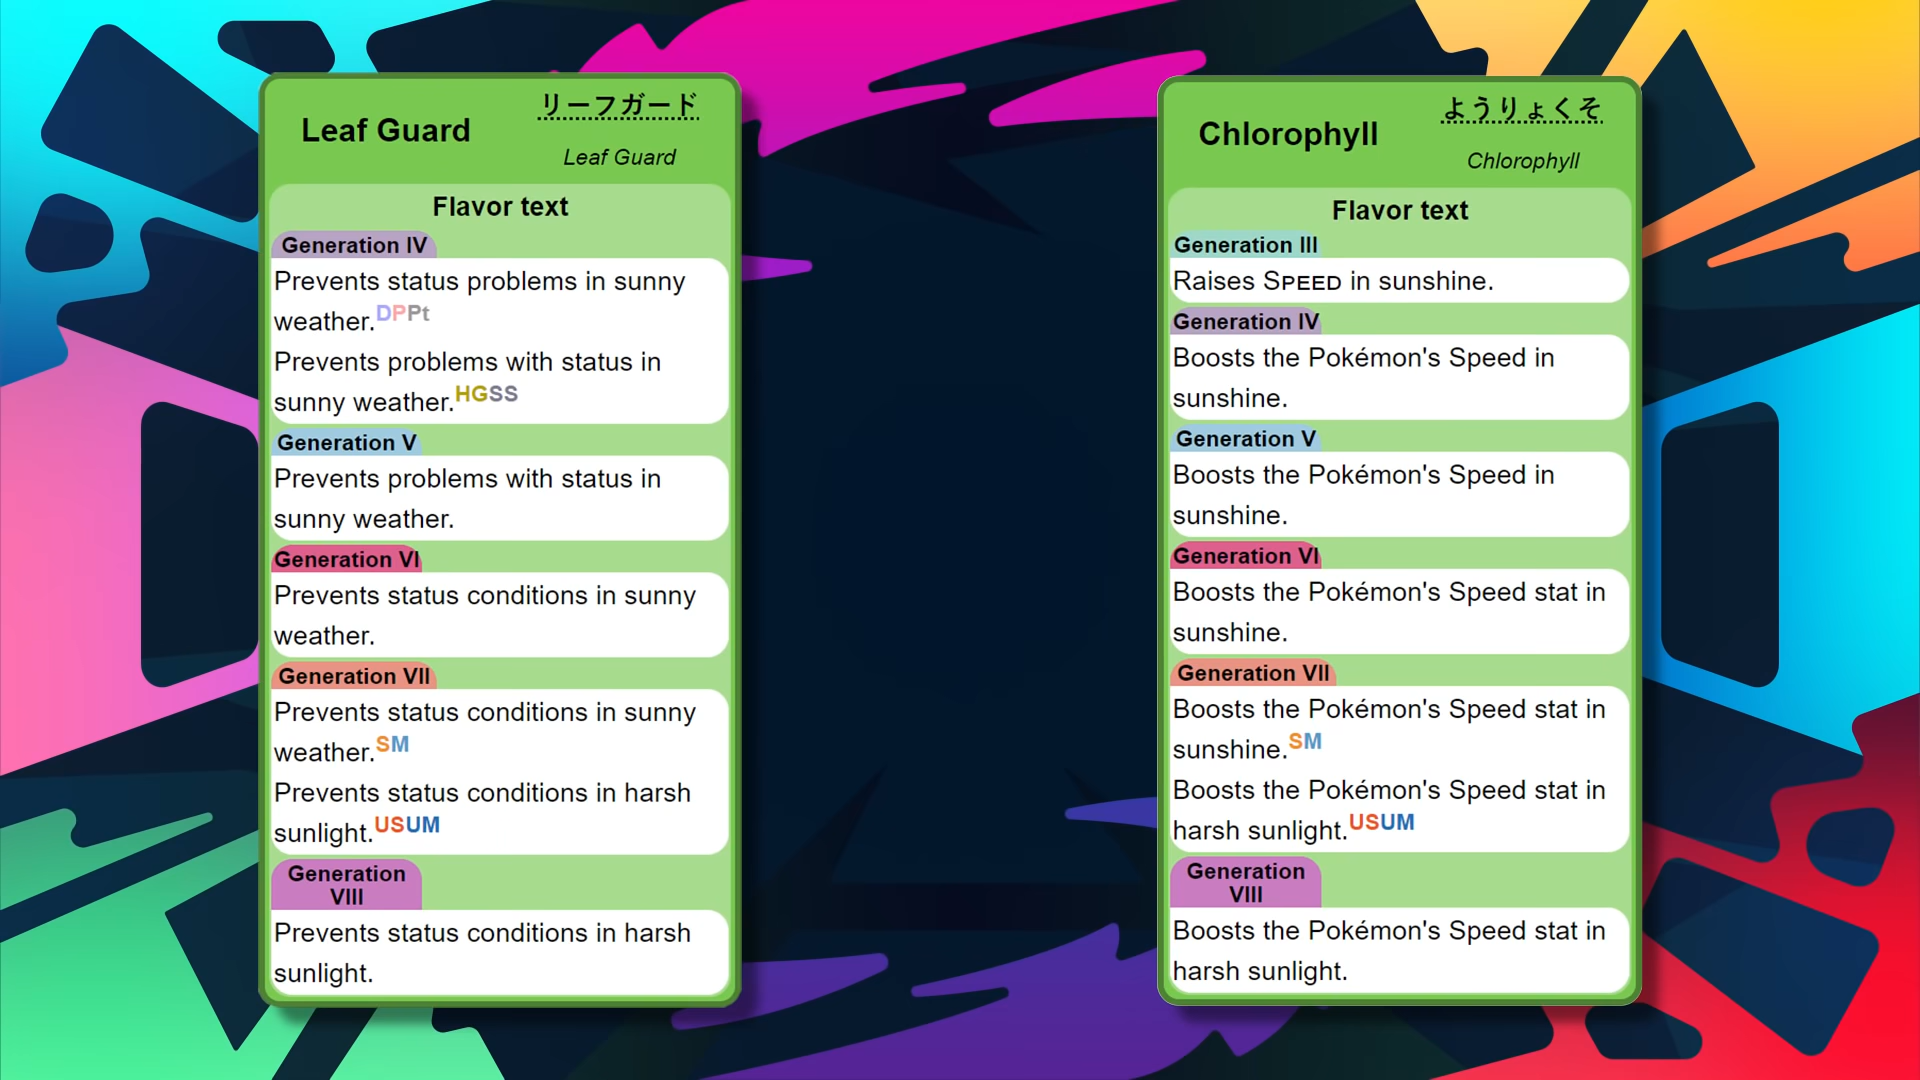 Leaf Guard
リーフガード
Leaf Guard
Flavor text
Generation IV
Prevents status problems in sunny
weather.DPPt
Prevents problems with status in
sunny weather.HGSS
Generation V
Prevents problems with status in
sunny weather.
Generation VI
Prevents status conditions in sunny
weather.
Generation VII
Prevents status conditions in sunny
weather.SM
Prevents status conditions in harsh
sunlight.USUM
Generation
VIII
Prevents status conditions in harsh
sunlight.
Chlorophyll
ようりょくそ
Chlorophyll
Flavor text
Generation III
Raises SPEED in sunshine.
Generation IV
Boosts the Pokémon's Speed in
sunshine.
Generation V
Boosts the Pokémon's Speed in
sunshine.
Generation VI
Boosts the Pokémon's Speed stat in
sunshine.
Generation VII
Boosts the Pokémon's Speed stat in
sunshine.SM
Boosts the Pokémon's Speed stat in
harsh sunlight.USUM
Generation
VIII
Boosts the Pokémon's Speed stat in
harsh sunlight.